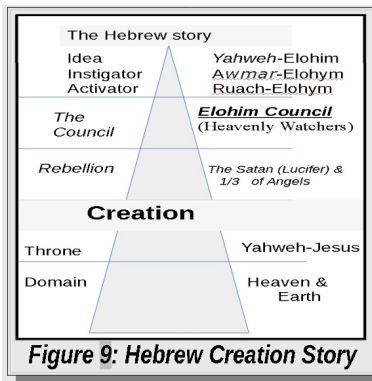 The Hebrew story
Idea
Instigator
Activator
Yahweh-Elohim
Awmar-Elohym
Ruach-Elohym
The
Council
Elohim Council
(Heavenly Watchers)
Rebellion
The Satan (Lucifer) &
1/3 of Angels
Creation
Throne
Yahweh-Jesus
Domain
Heaven &
Earth
Figure 9: Hebrew Creation Story